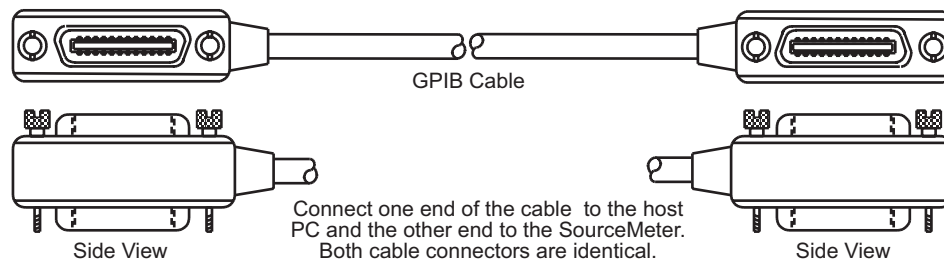 GPIB Cable
Connect one end of the cable to the host
PC and the other end to the SourceMeter.
Both cable connectors are identical.
Side View
Side View